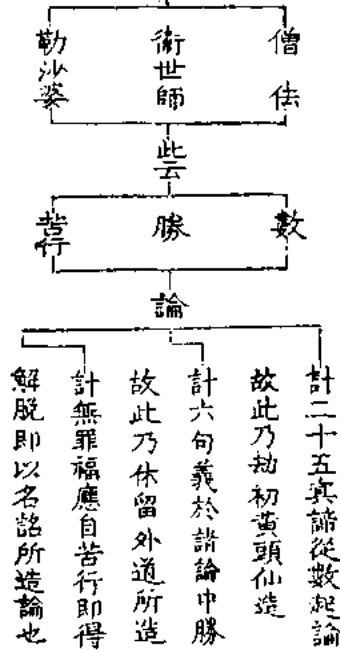 僧佉
衛世師
勒沙婆
此云
數
勝
苦行
論
計二十五真諦從數起論
故此乃劫初黃頭仙造
計六句義於諸論中勝
故此乃休留外道所造
計無罪福應自苦行即得
解脫即以名諮所造論也